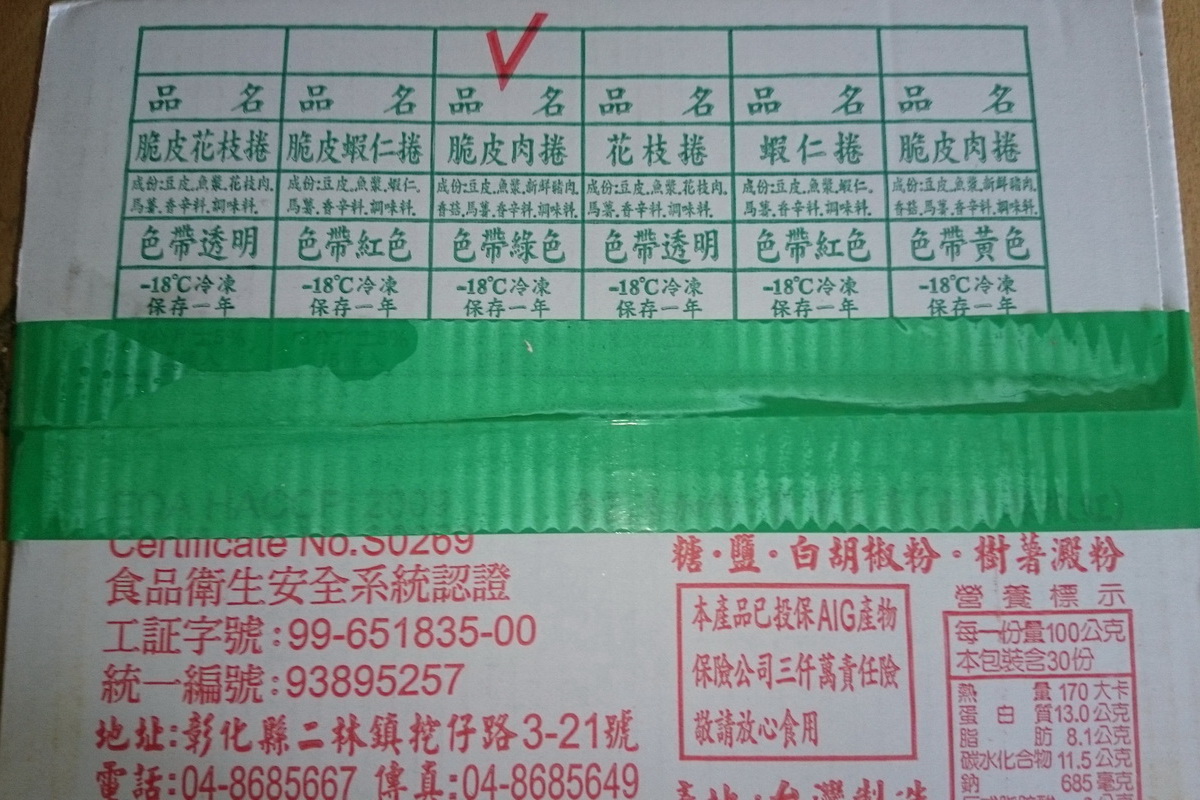 品名 品名 品名 品名 品名 品名
脆皮花枝捲 脆皮蝦仁捲 脆皮肉捲 花枝捲 蝦仁捲 脆皮肉捲
成份:豆皮.魚漿.花枝肉. 成份:豆皮.魚漿.蝦仁. 成份:豆皮.魚漿.新鮮豬肉. 成份:豆皮.魚漿.花枝肉. 成份:豆皮.魚漿.蝦仁. 成份:豆皮.魚漿.新鮮豬肉.
馬薯.香辛料.調味料. 馬薯.香辛料.調味料. 香菇.馬薯.香辛料.調味料. 馬薯.香辛料.調味料. 馬薯.香辛料.調味料. 香菇.馬薯.香辛料.調味料.
色帶透明 色帶紅色 色帶綠色 色帶透明 色帶紅色 色帶黃色
-18℃冷凍 -18℃冷凍 -18℃冷凍 -18℃冷凍 -18℃冷凍 -18℃冷凍
保存一年 保存一年 保存一年 保存一年 保存一年 保存一年
HACCP 2003
Certificate No.S0269
食品衛生安全系統認證
工証字號:99-651835-00
統一編號:93895257
地址:彰化縣二林鎮挖仔路3-21號
電話:04-8685667 傳真:04-8685649
糖·鹽·白胡椒粉·樹薯澱粉
本產品已投保AIG產物
保險公司三仟萬責任險
敬請放心食用
產地:台灣製造
營養標示
每一份量100公克
本包裝含30份
熱量 170 大卡
蛋白質 13.0 公克
脂肪 8.1 公克
碳水化合物 11.5 公克
鈉 685 毫克